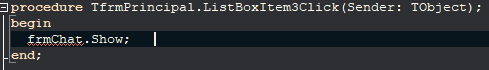 procedure TfrmPrincipal.ListBoxItem3Click(Sender: TObject);
begin
frmChat.Show;
end;